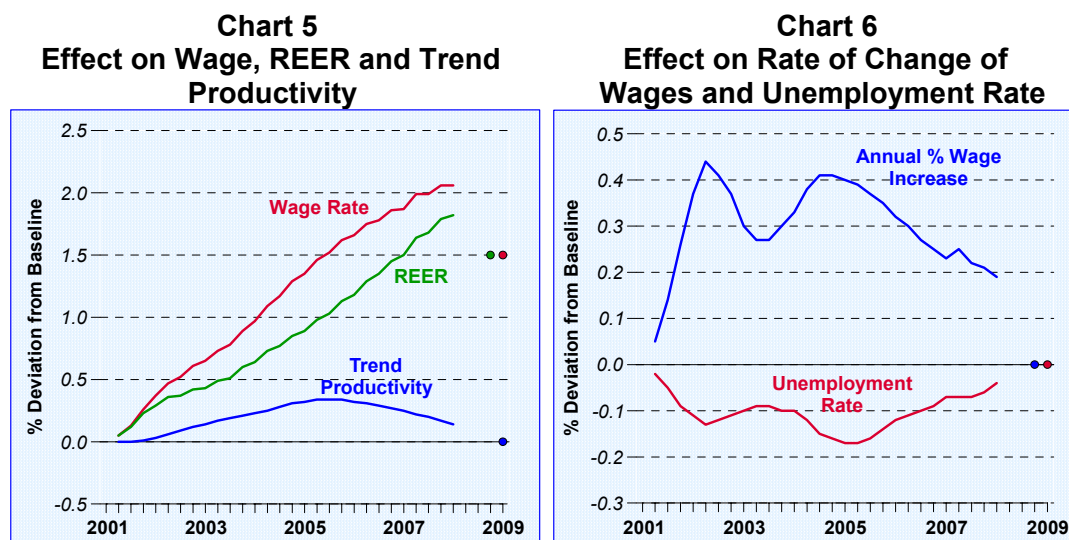 Chart 5
Effect on Wage, REER and Trend
Productivity
% Deviation from Baseline
2.5
2.0
1.5
1.0
0.5
0.0
-0.5
Wage Rate
REER
Trend
Productivity
2001 2003 2005 2007 2009
Chart 6
Effect on Rate of Change of
Wages and Unemployment Rate
% Deviation from Baseline
0.5
0.4
0.3
0.2
0.1
0.0
-0.1
-0.2
-0.3
Annual % Wage
Increase
Unemployment
Rate
2001 2003 2005 2007 2009